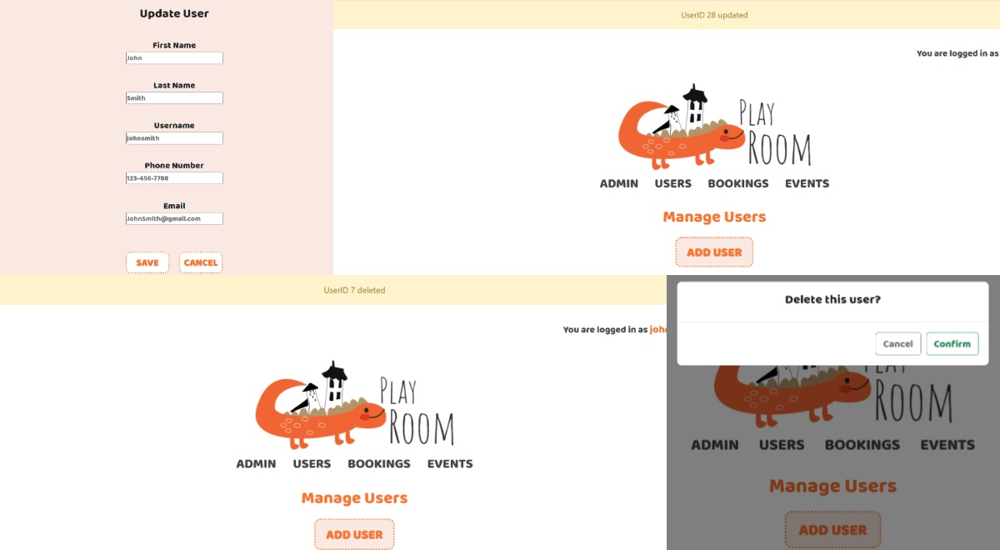 Update User
First Name
John
Last Name
Smith
Username
johnsmith
Phone Number
123-456-7788
Email
JohnSmith@gmail.com
SAVE CANCEL
UserID 28 updated
You are logged in as
PLAY
ROOM
ADMIN USERS BOOKINGS EVENTS
Manage Users
ADD USER
UserID 7 deleted
You are logged in as john
PLAY
ROOM
ADMIN USERS BOOKINGS EVENTS
Manage Users
ADD USER
Delete this user?
Cancel Confirm
ROOM
ADMIN USERS BOOKINGS EVENTS
Manage Users
ADD USER